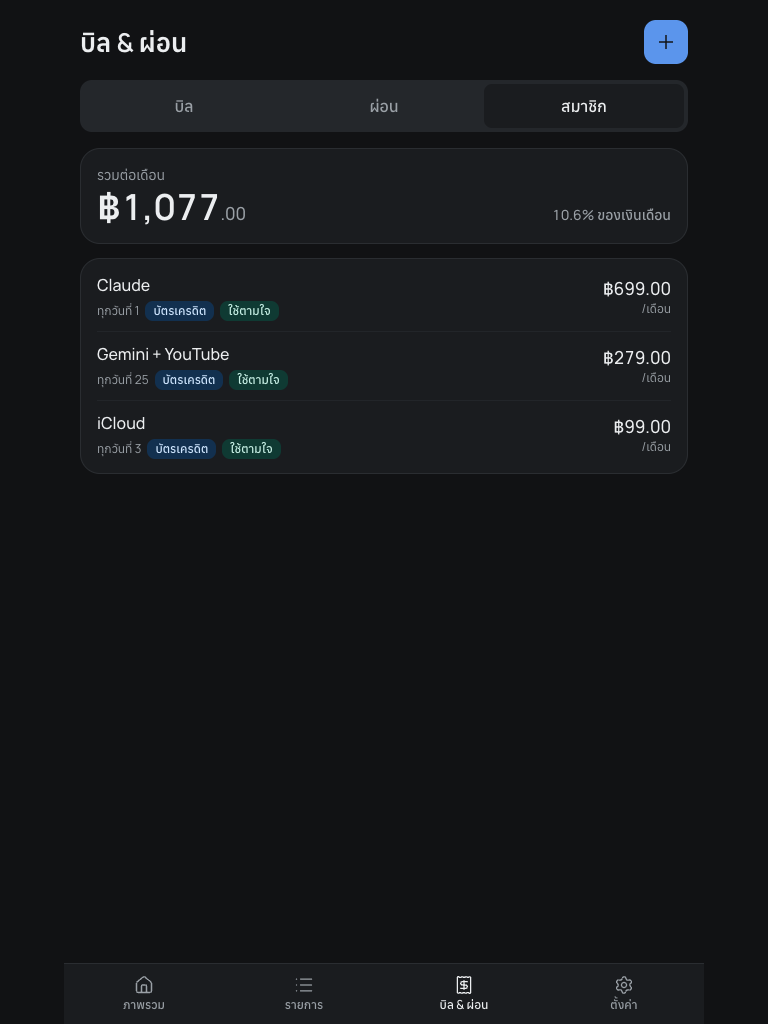 บิล & ผ่อน
บิล
ผ่อน
สมาชิก
รวมต่อเดือน
฿1,077.00
10.6% ของเงินเดือน
Claude
฿699.00
ทุกวันที่ 1 บัตรเครดิต ใช้ตามใจ
/เดือน
Gemini + YouTube
฿279.00
ทุกวันที่ 25 บัตรเครดิต ใช้ตามใจ
/เดือน
iCloud
฿99.00
ทุกวันที่ 3 บัตรเครดิต ใช้ตามใจ
/เดือน
ภาพรวม
รายการ
บิล & ผ่อน
ตั้งค่า